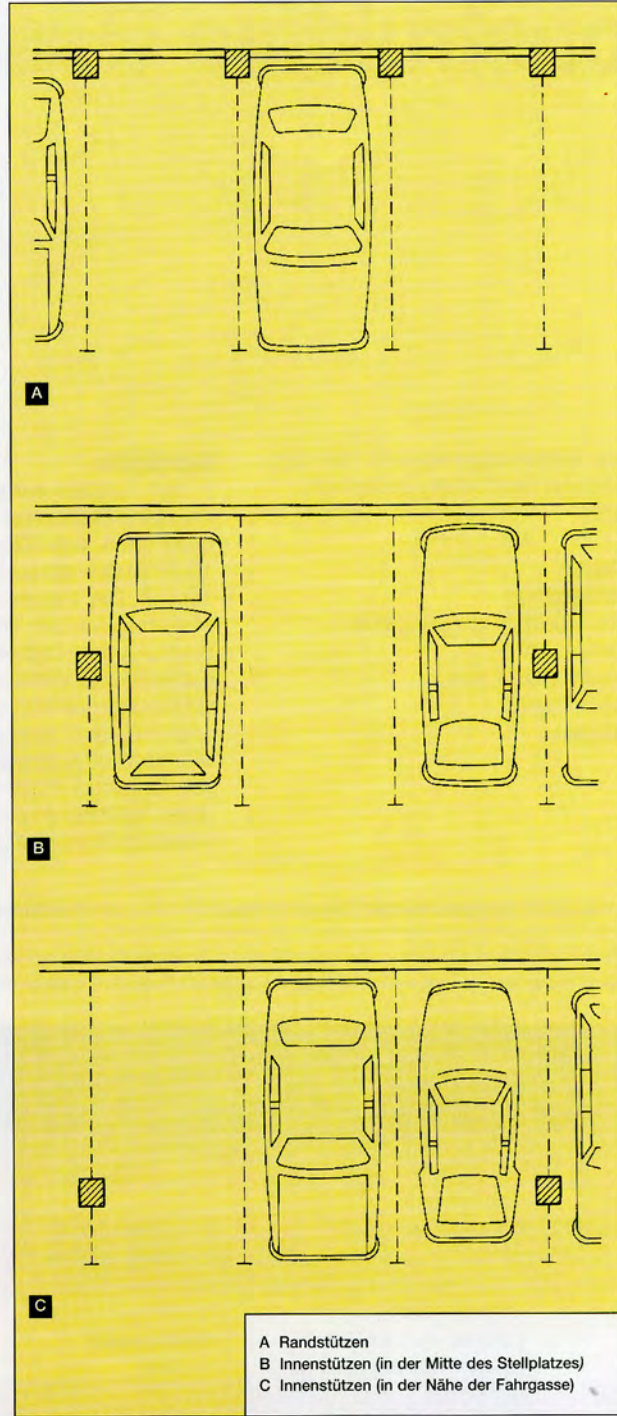 A
B
C
A Randstützen
B Innenstützen (in der Mitte des Stellplatzes)
C Innenstützen (in der Nähe der Fahrgasse)